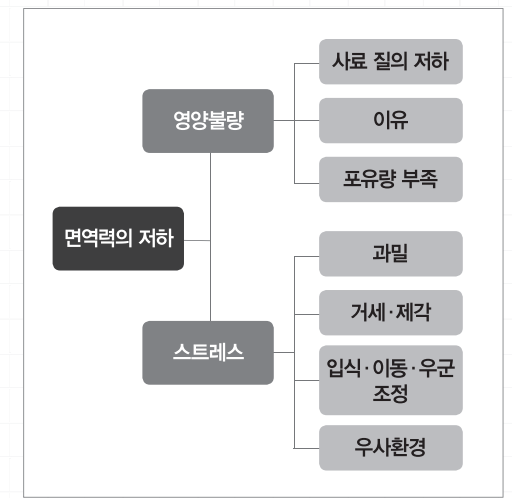 사료 질의 저하
영양불량
이유
포유량 부족
면역력의 저하
과밀
거세·제각
스트레스
입식·이동·우군
조정
우사환경